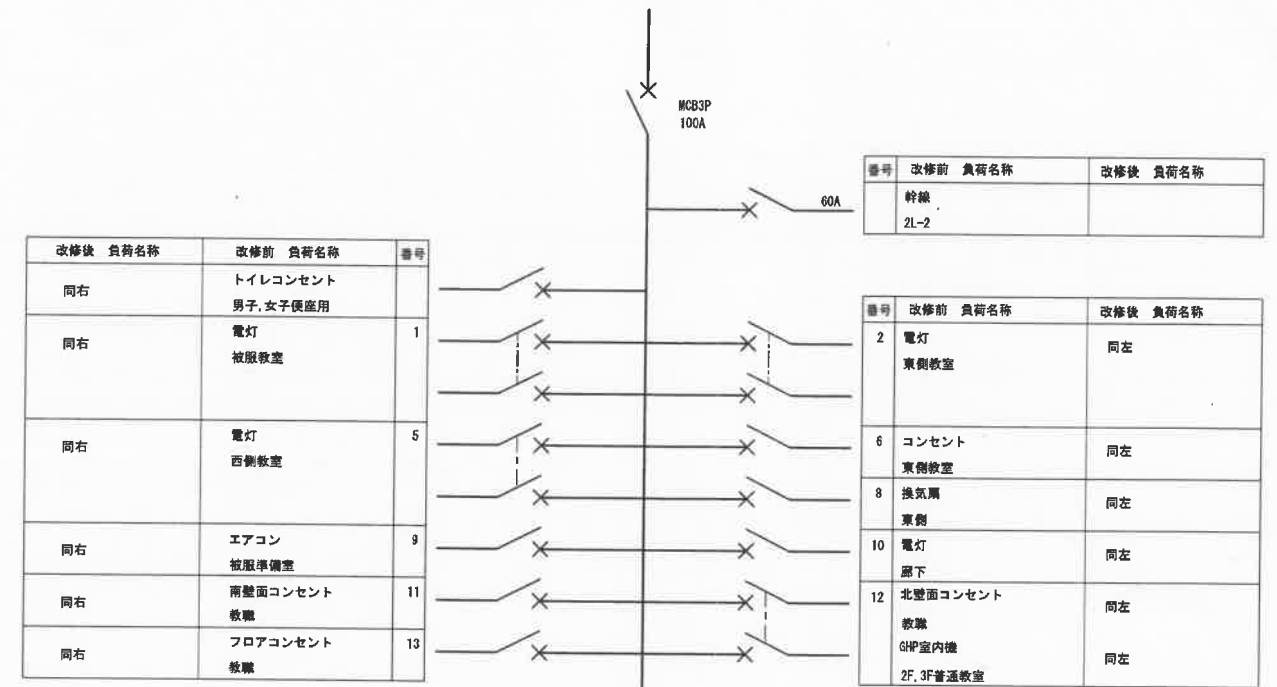 MCB3P
100A
60A
番号 改修前 負荷名称 改修後 負荷名称
幹線
2L-2
改修後 負荷名称 改修前 負荷名称 番号
同右 トイレコンセント
男子,女子便座用
同右 電灯 1
被服教室
同右 電灯 5
西側教室
同右 エアコン 9
被服準備室
同右 南壁面コンセント 11
教職
同右 フロアコンセント 13
教職
番号 改修前 負荷名称 改修後 負荷名称
2 電灯 同左
東側教室
6 コンセント 同左
東側教室
8 換気扇 同左
東側
10 電灯 同左
廊下
12 北壁面コンセント 同左
教職
GHP室内機 同左
2F,3F普通教室